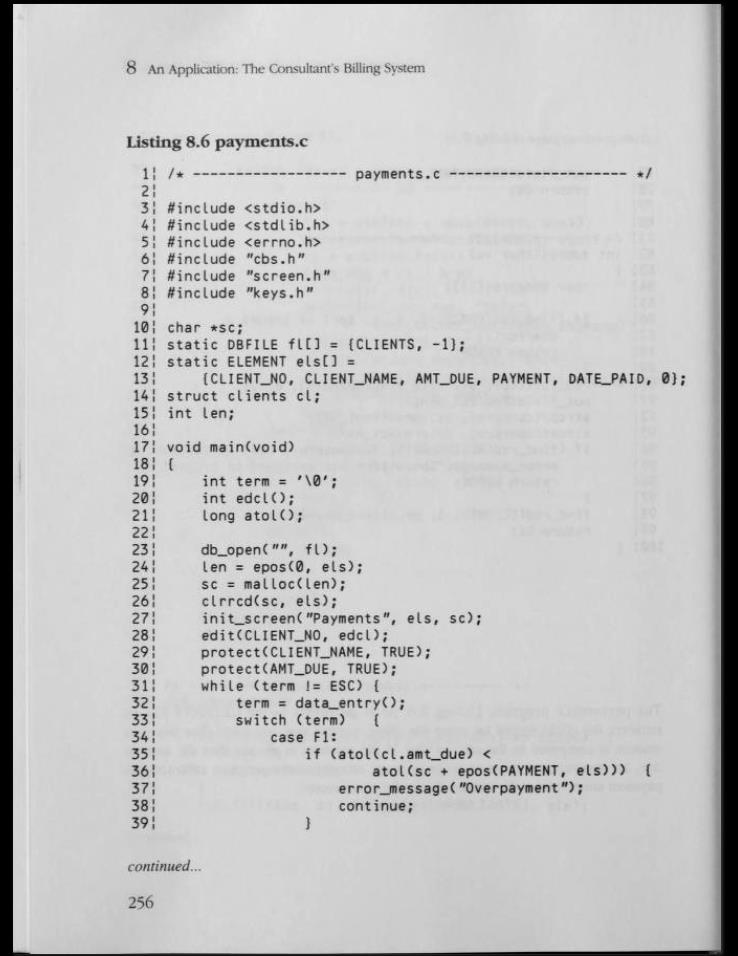 8 An Application: The Consultant's Billing System
Listing 8.6 payments.c
1¦ /* ------------------ payments.c --------------------- */
2¦
3¦ #include <stdio.h>
4¦ #include <stdlib.h>
5¦ #include <errno.h>
6¦ #include "cbs.h"
7¦ #include "screen.h"
8¦ #include "keys.h"
9¦
10¦ char *sc;
11¦ static DBFILE fl[] = {CLIENTS, -1};
12¦ static ELEMENT els[] =
13¦     {CLIENT_NO, CLIENT_NAME, AMT_DUE, PAYMENT, DATE_PAID, 0};
14¦ struct clients cl;
15¦ int len;
16¦
17¦ void main(void)
18¦ {
19¦     int term = '\0';
20¦     int edcl();
21¦     long atol();
22¦
23¦     db_open("", fl);
24¦     len = epos(0, els);
25¦     sc = malloc(len);
26¦     clrrcd(sc, els);
27¦     init_screen("Payments", els, sc);
28¦     edit(CLIENT_NO, edcl);
29¦     protect(CLIENT_NAME, TRUE);
30¦     protect(AMT_DUE, TRUE);
31¦     while (term != ESC) {
32¦         term = data_entry();
33¦         switch (term)   {
34¦             case F1:
35¦                 if (atol(cl.amt_due) <
36¦                         atol(sc + epos(PAYMENT, els)))  {
37¦                     error_message("Overpayment");
38¦                     continue;
39¦                 }
continued...
256